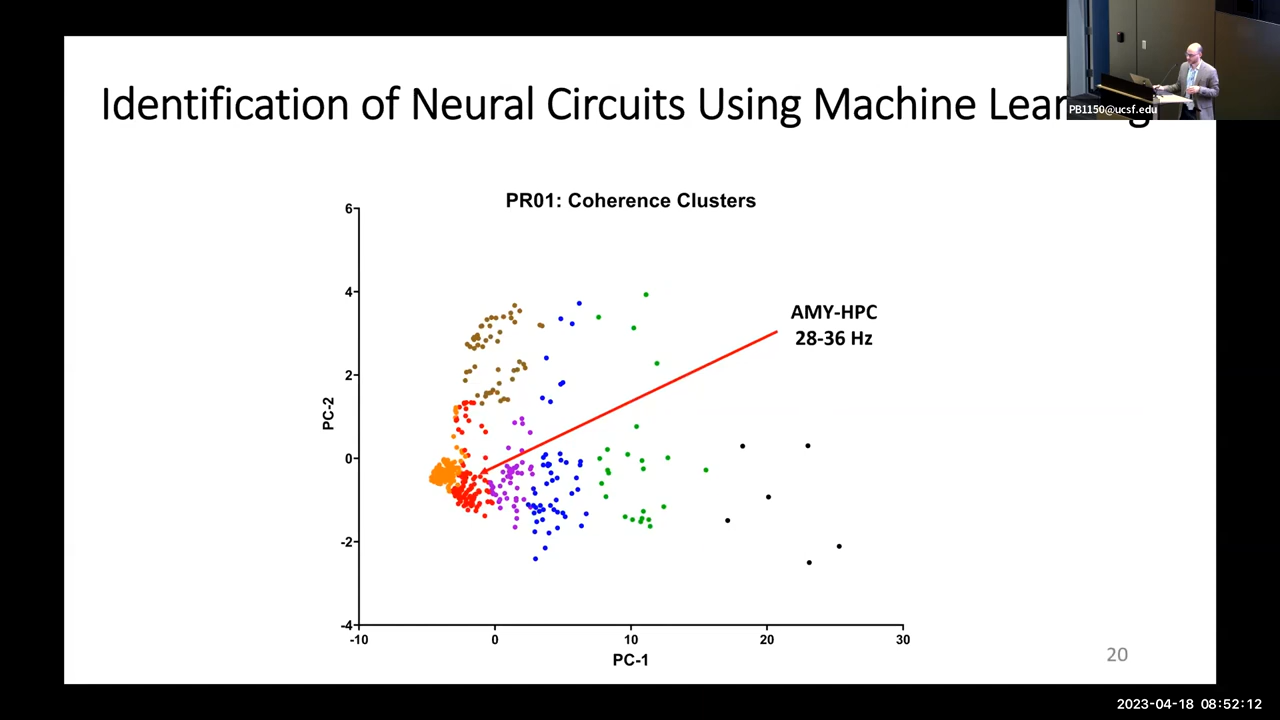 Identification of Neural Circuits Using Machine Lear g
PB1150@ucsf.edu
PR01: Coherence Clusters
6
4
2
0
-2
-4
PC-2
AMY-HPC
28-36 Hz
-10 0 10 20 30
PC-1
20
2023-04-18 08:52:12